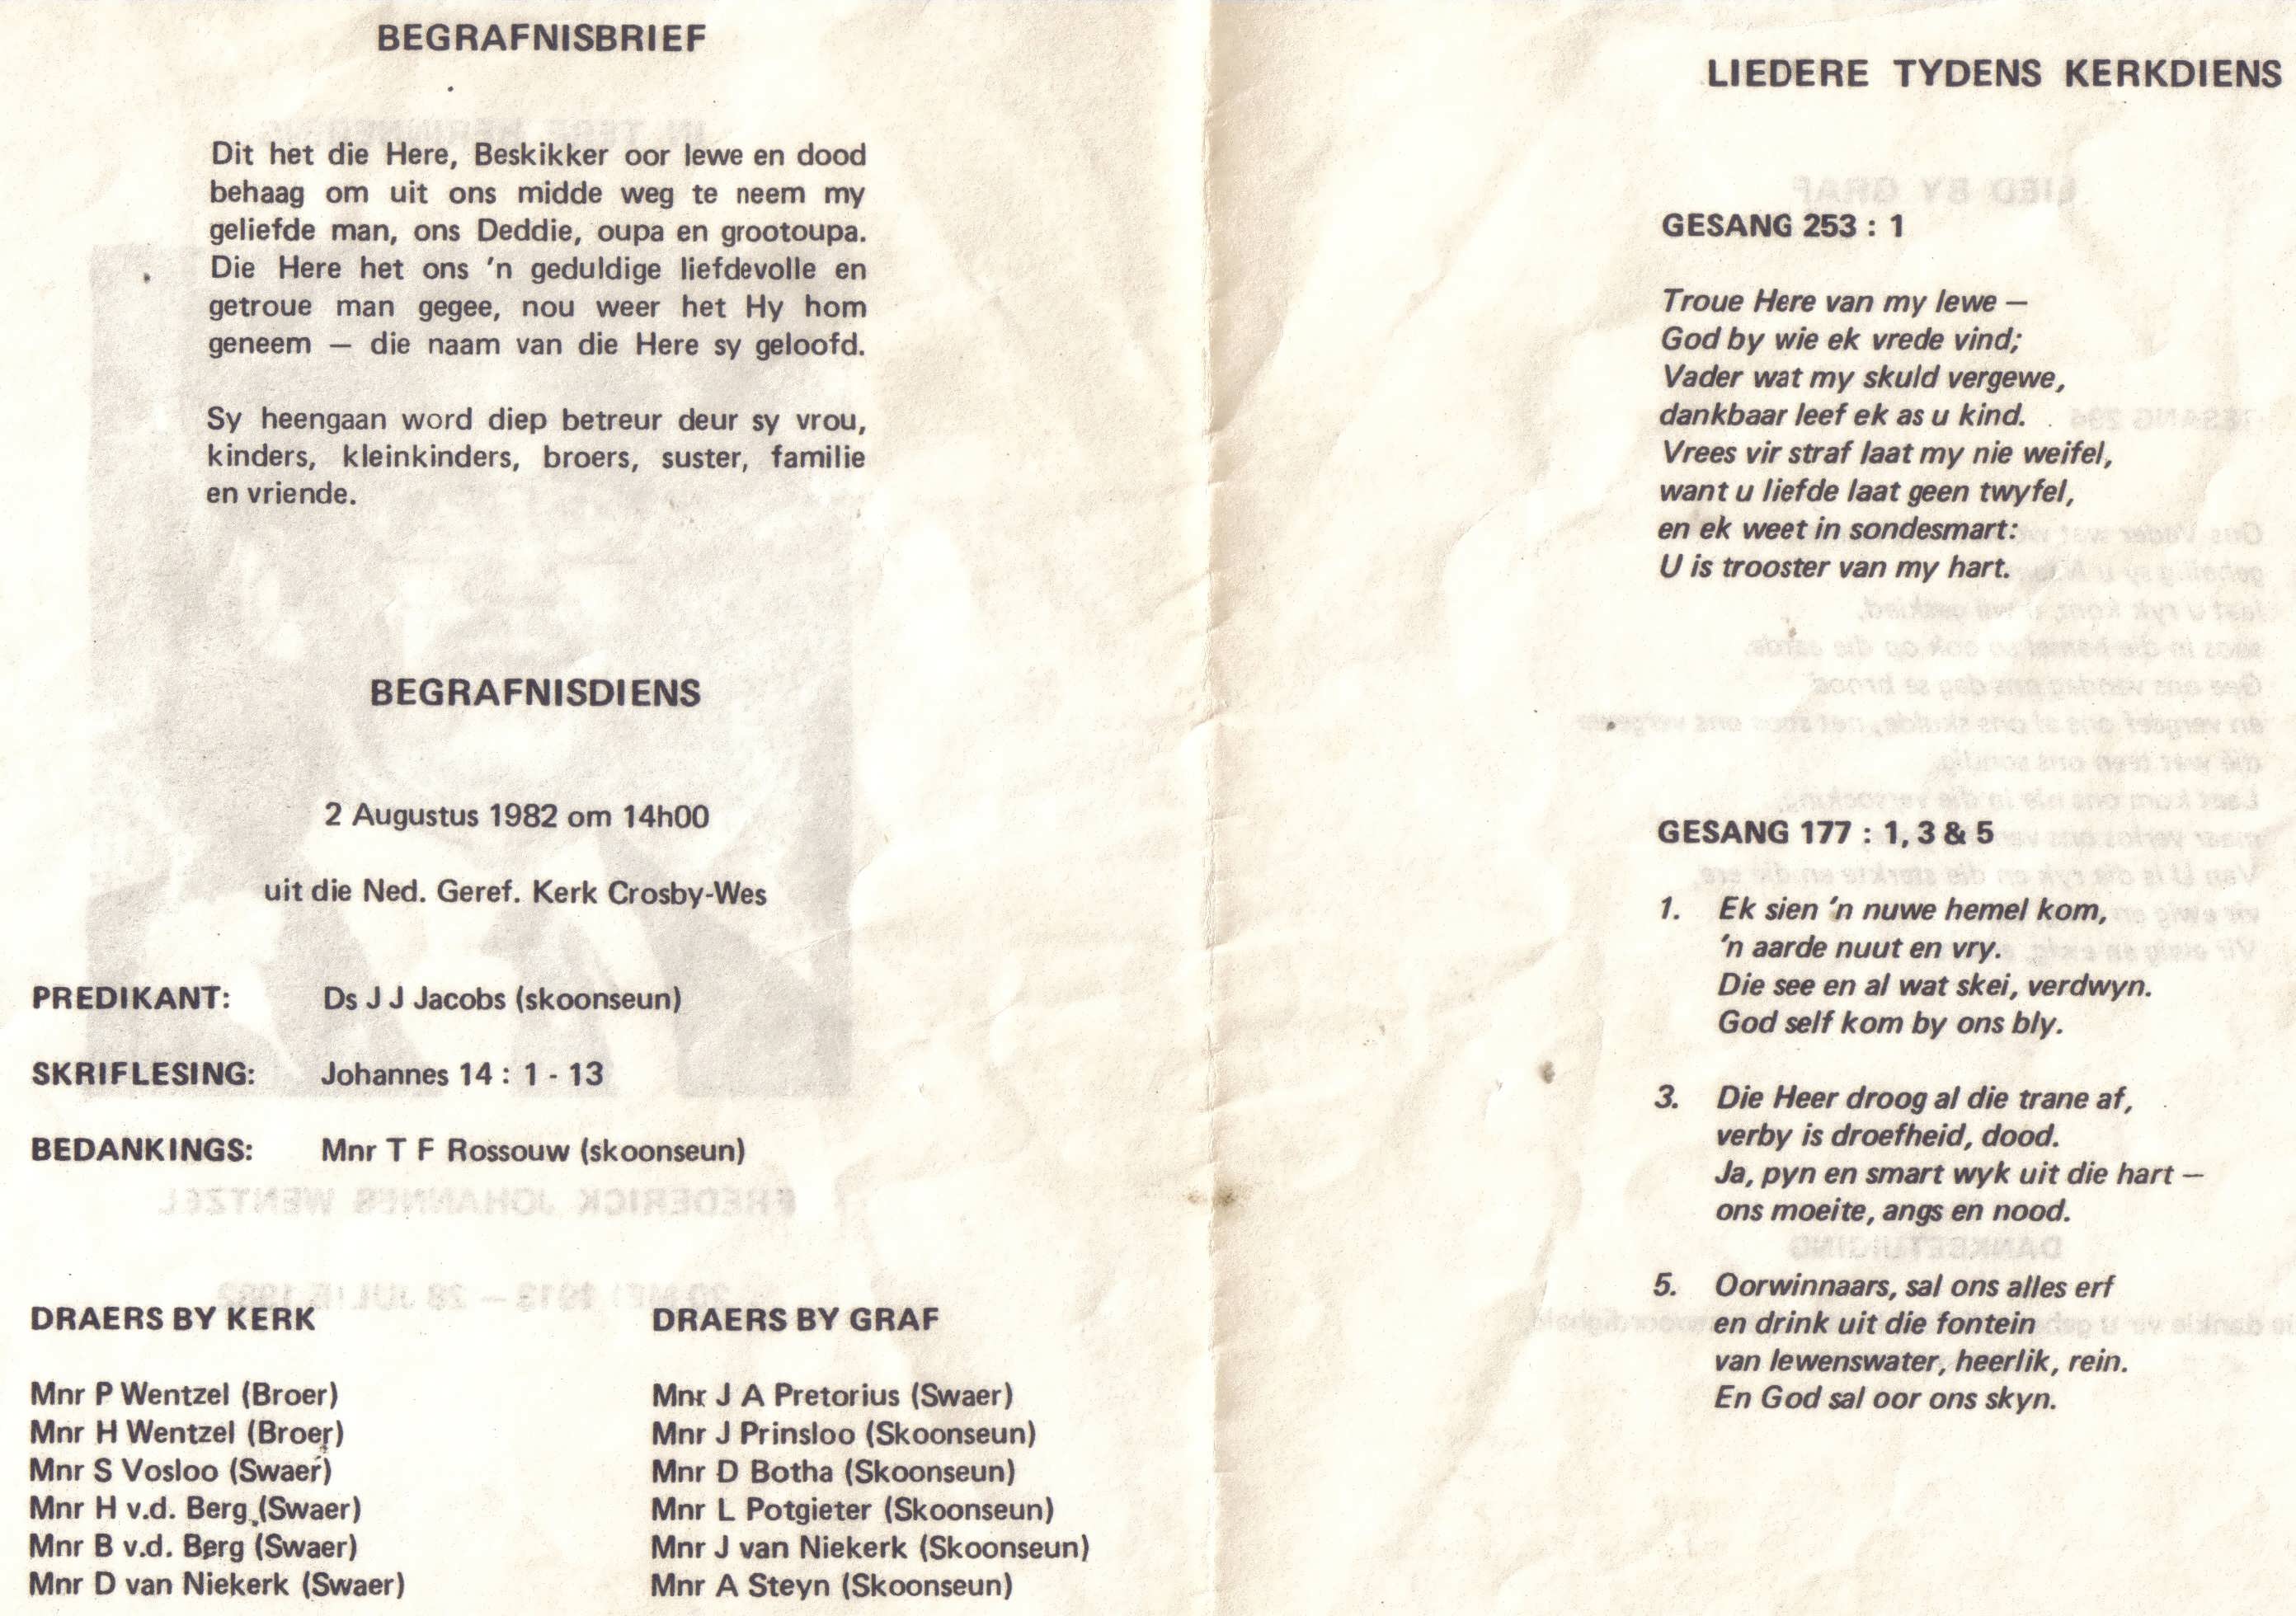 BEGRAFNISBRIEF
Dit het die Here, Beskikker oor lewe en dood
behaag om uit ons midde weg te neem my
geliefde man, ons Deddie, oupa en grootoupa.
Die Here het ons 'n geduldige liefdevolle en
getroue man gegee, nou weer het Hy hom
geneem — die naam van die Here sy geloofd.
Sy heengaan word diep betreur deur sy vrou,
kinders, kleinkinders, broers, suster, familie
en vriende.
BEGRAFNISDIENS
2 Augustus 1982 om 14h00
uit die Ned. Geref. Kerk Crosby-Wes
PREDIKANT: Ds J J Jacobs (skoonseun)
SKRIFLESING: Johannes 14 : 1 - 13
BEDANKINGS: Mnr T F Rossouw (skoonseun)
FREDERICK JOHANNES WENTZEL
DRAERS BY KERK
Mnr P Wentzel (Broer)
Mnr H Wentzel (Broer)
Mnr S Vosloo (Swaer)
Mnr H v.d. Berg (Swaer)
Mnr B v.d. Berg (Swaer)
Mnr D van Niekerk (Swaer)
DRAERS BY GRAF
Mnr J A Pretorius (Swaer)
Mnr J Prinsloo (Skoonseun)
Mnr D Botha (Skoonseun)
Mnr L Potgieter (Skoonseun)
Mnr J van Niekerk (Skoonseun)
Mnr A Steyn (Skoonseun)
LIEDERE TYDENS KERKDIENS
LIED BY GRAF
GESANG 253 : 1
Troue Here van my lewe —
God by wie ek vrede vind;
Vader wat my skuld vergewe,
dankbaar leef ek as u kind.
Vrees vir straf laat my nie weifel,
want u liefde laat geen twyfel,
en ek weet in sondesmart:
U is trooster van my hart.
GESANG 177 : 1, 3 & 5
1. Ek sien 'n nuwe hemel kom,
'n aarde nuut en vry.
Die see en al wat skei, verdwyn.
God self kom by ons bly.
3. Die Heer droog al die trane af,
verby is droefheid, dood.
Ja, pyn en smart wyk uit die hart —
ons moeite, angs en nood.
DANKBETUIGING
5. Oorwinnaars, sal ons alles erf
en drink uit die fontein
van lewenswater, heerlik, rein.
En God sal oor ons skyn.